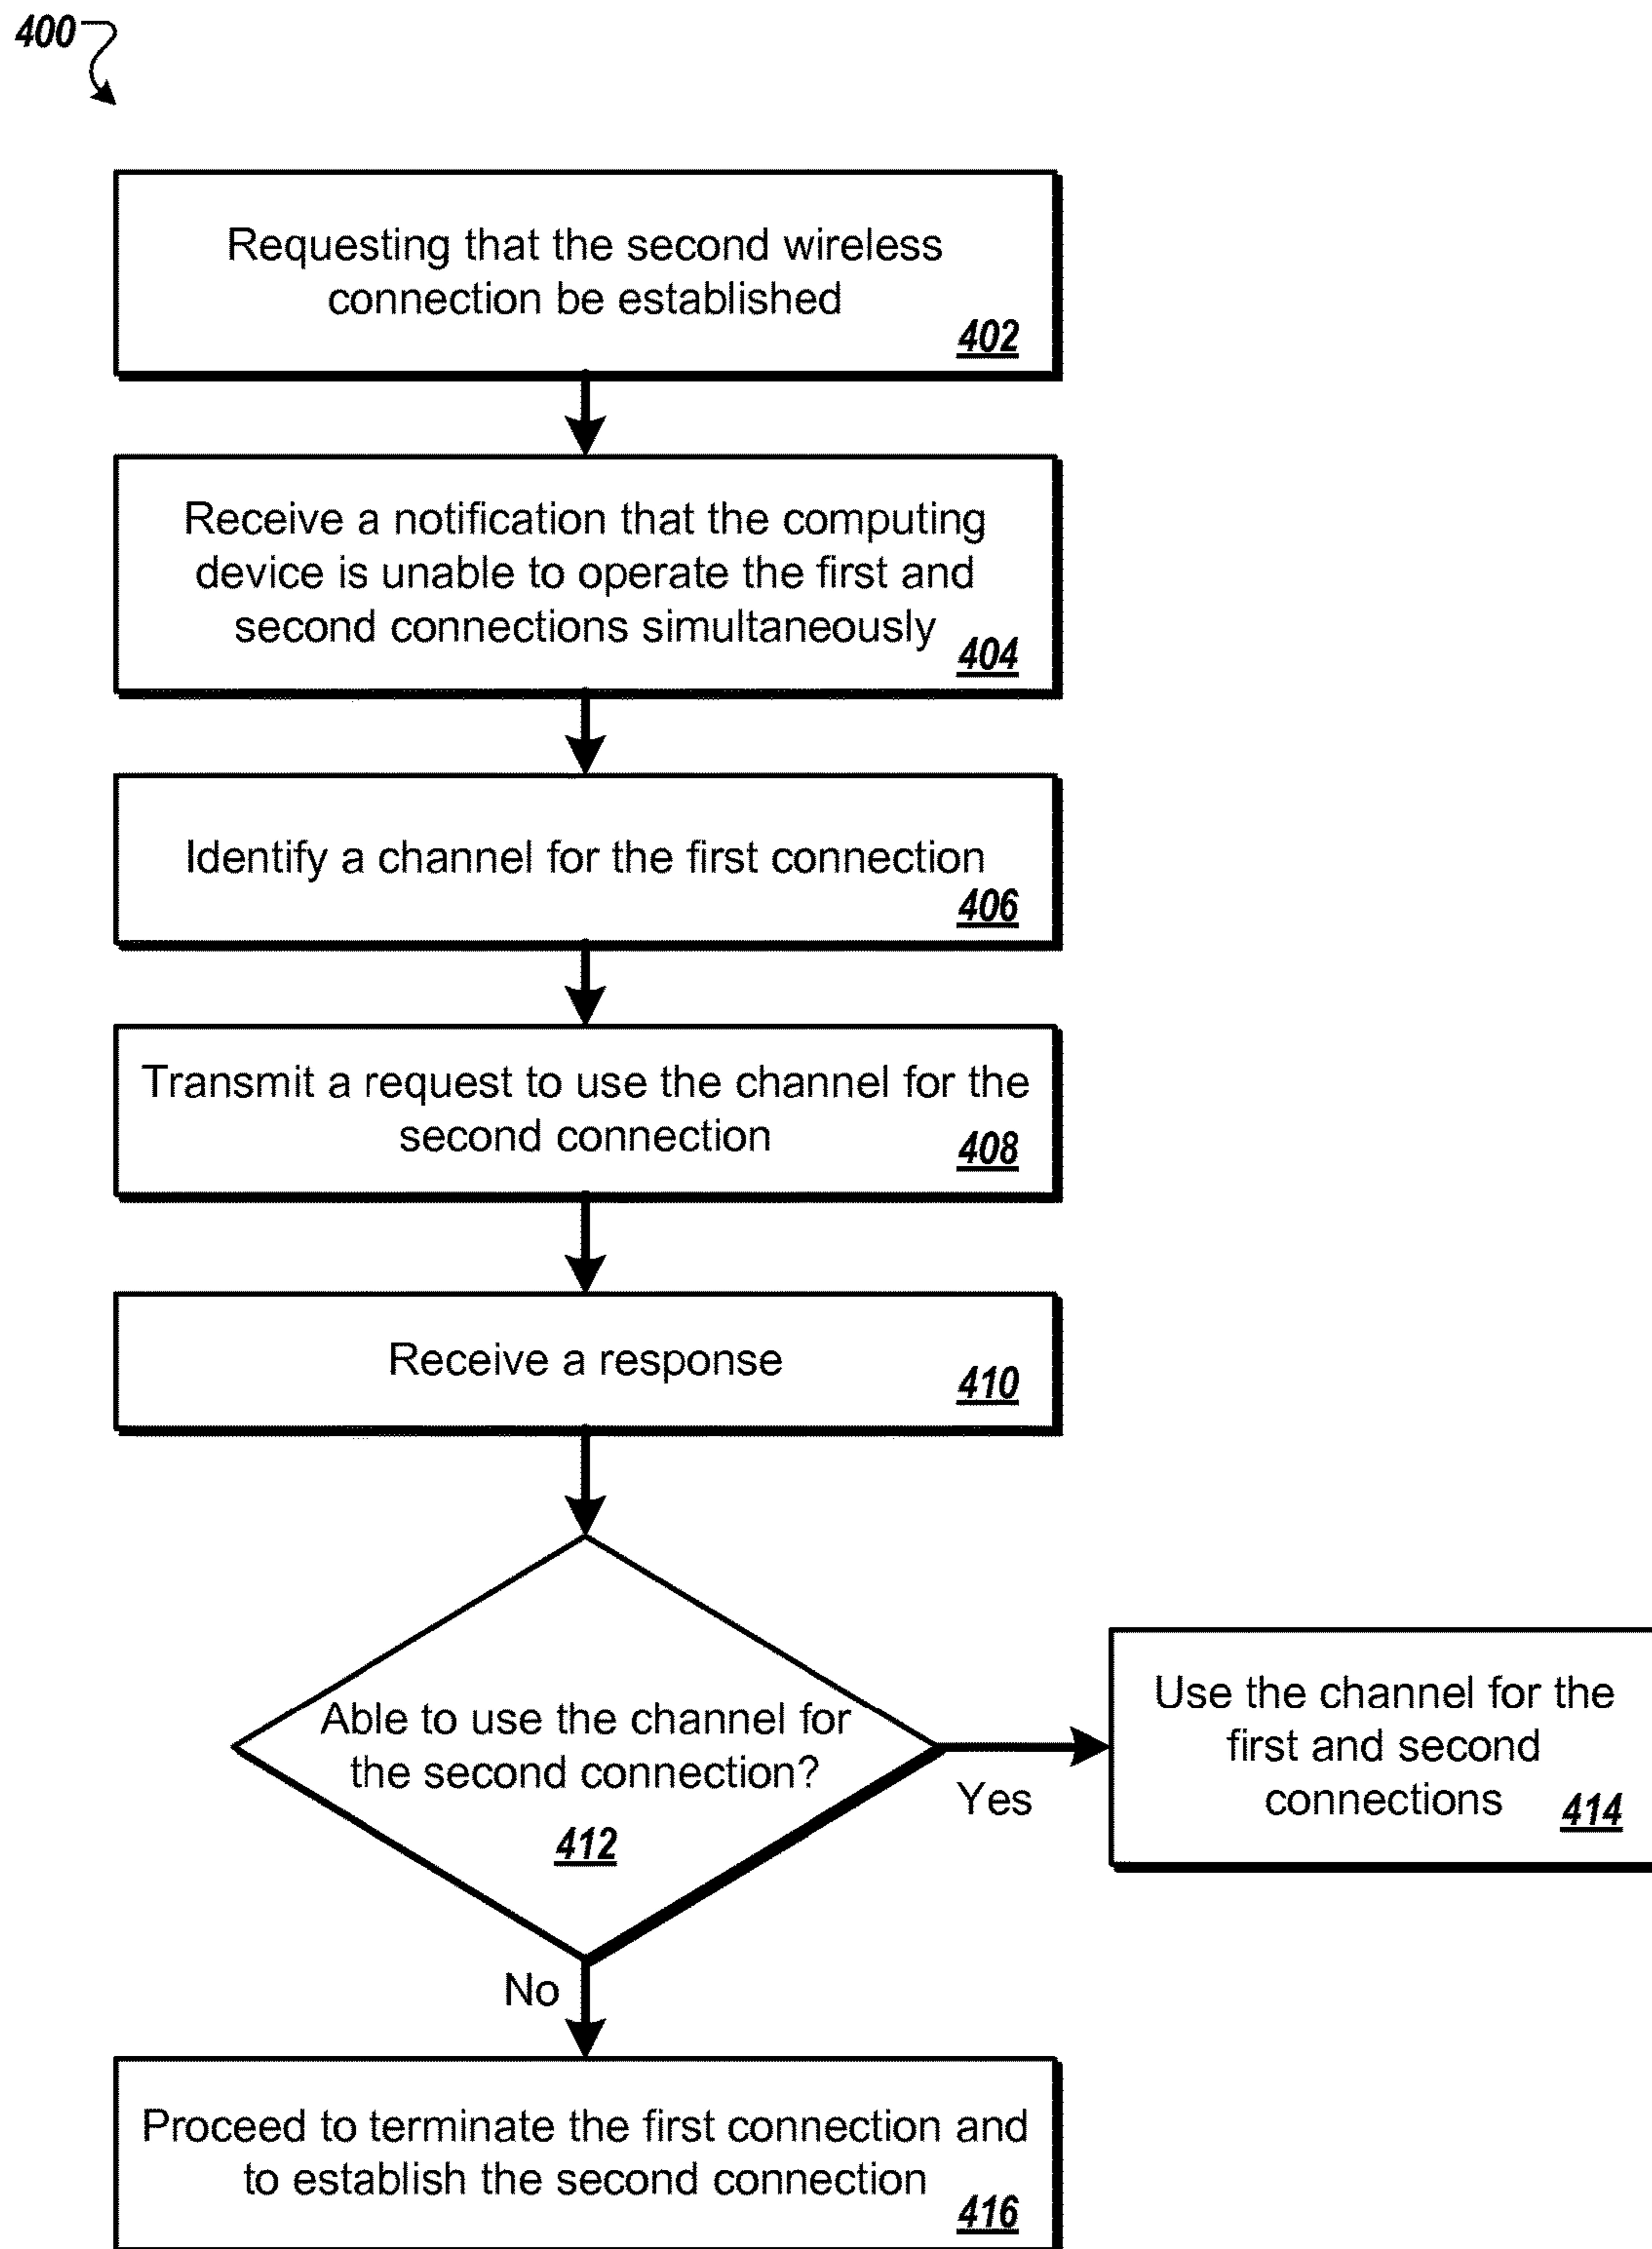 400
Requesting that the second wireless
connection be established
402
Receive a notification that the computing
device is unable to operate the first and
second connections simultaneously
404
Identify a channel for the first connection
406
Transmit a request to use the channel for the
second connection
408
Receive a response
410
Able to use the channel for
the second connection?
412
Yes
Use the channel for the
first and second
connections
414
No
Proceed to terminate the first connection and
to establish the second connection
416